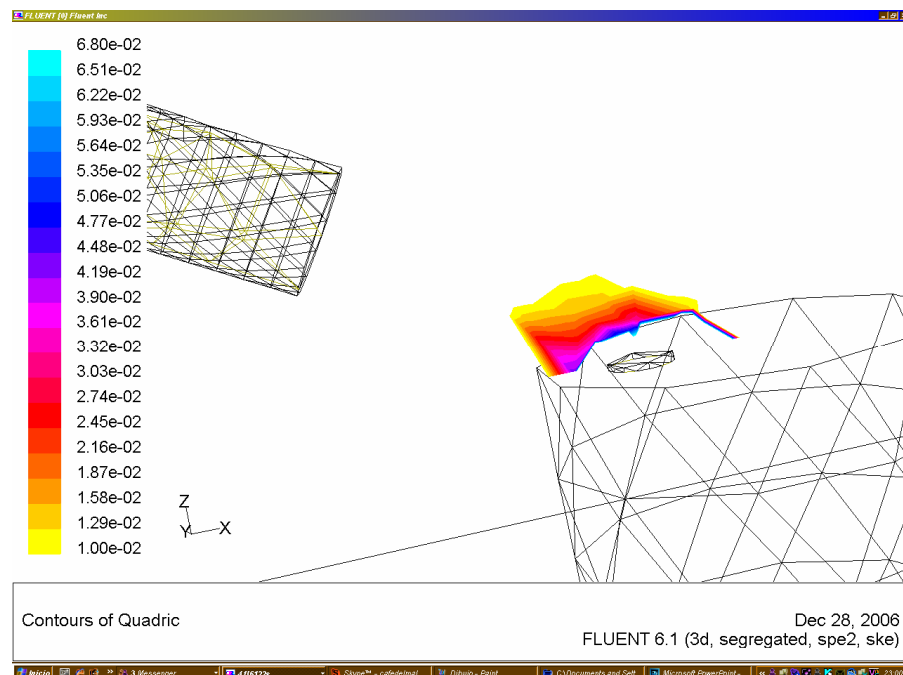 FLUENT [0] Fluent Inc
6.80e-02
6.51e-02
6.22e-02
5.93e-02
5.64e-02
5.35e-02
5.06e-02
4.77e-02
4.48e-02
4.19e-02
3.90e-02
3.61e-02
3.32e-02
3.03e-02
2.74e-02
2.45e-02
2.16e-02
1.87e-02
1.58e-02
1.29e-02
1.00e-02
Z
Y X
Contours of Quadric
Dec 28, 2006
FLUENT 6.1 (3d, segregated, spe2, ske)
Inicio » 3 Messenger Skype™ - cafedelmal Dibujo - Paint C:\Documents and Sett Microsoft PowerPoint - « 23:00